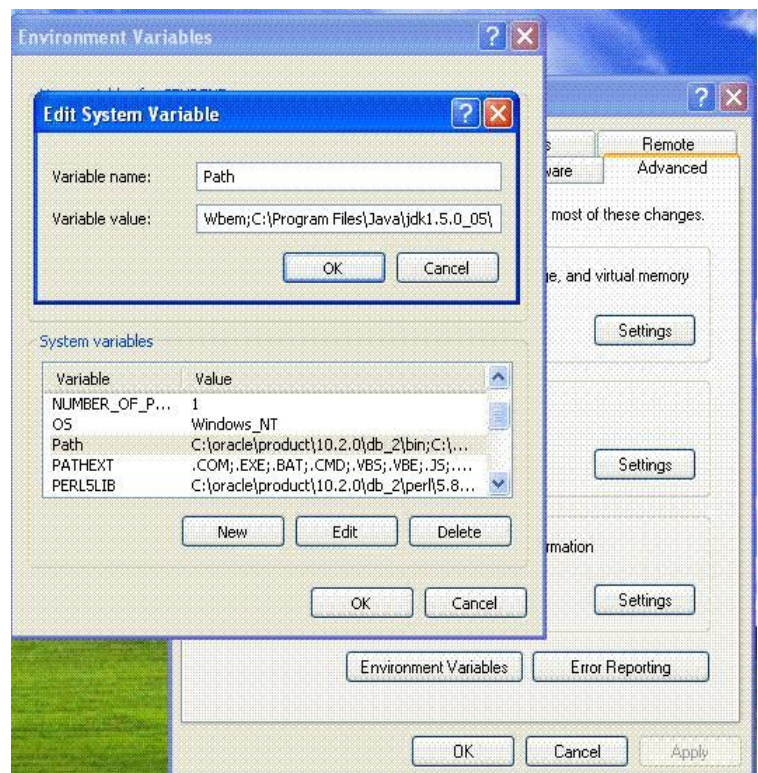 Environment Variables
Edit System Variable
Variable name:
Path
Variable value:
Wbem;C:\Program Files\Java\jdk1.5.0_05\
OK
Cancel
System variables
Variable
Value
NUMBER_OF_P... 1
OS Windows_NT
Path C:\oracle\product\10.2.0\db_2\bin;C:\...
PATHEXT .COM;.EXE;.BAT;.CMD;.VBS;.VBE;.JS;....
PERL5LIB C:\oracle\product\10.2.0\db_2\perl\5.8...
New
Edit
Delete
OK
Cancel
Remote
Advanced
most of these changes.
, and virtual memory
Settings
Settings
Settings
Environment Variables
Error Reporting
OK
Cancel
Apply